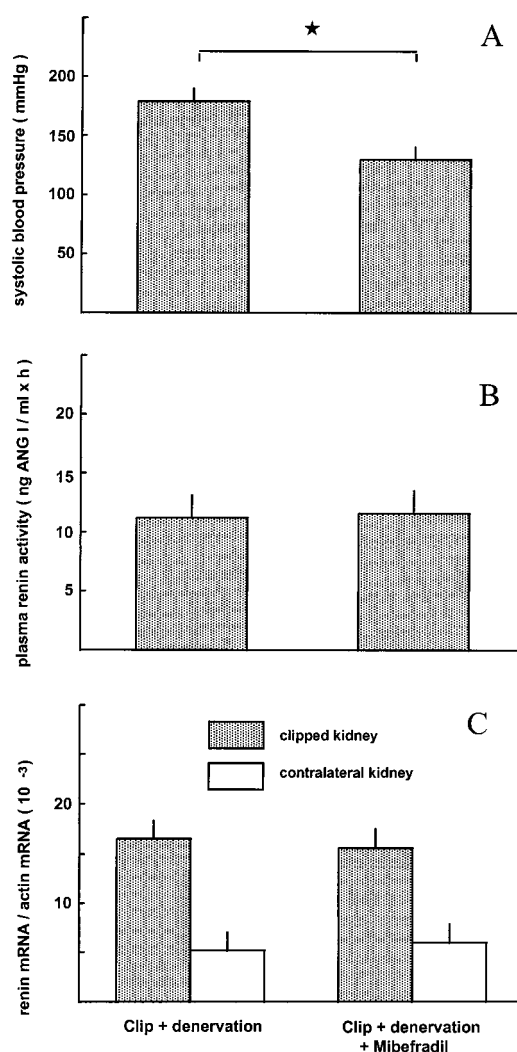 A
systolic blood pressure ( mmHg )
200
150
100
50
B
plasma renin activity ( ng ANG I / ml x h )
20
15
10
5
C
renin mRNA / actin mRNA ( 10 -3 )
20
10
clipped kidney
contralateral kidney
Clip + denervation
Clip + denervation
+ Mibefradil